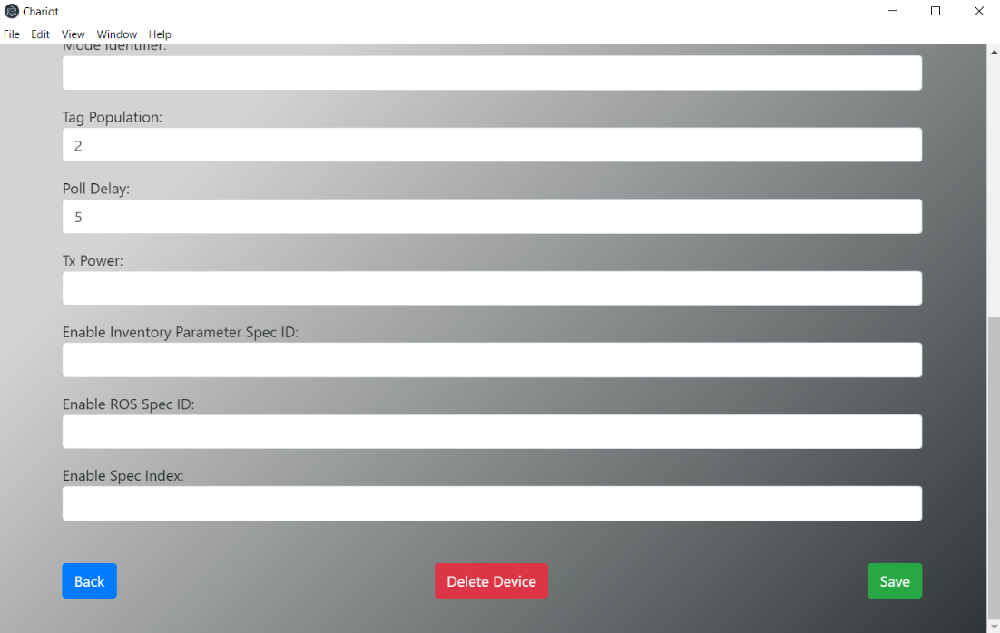 Chariot
File Edit View Window Help
Mode Identifier:
Tag Population:
2
Poll Delay:
5
Tx Power:
Enable Inventory Parameter Spec ID:
Enable ROS Spec ID:
Enable Spec Index:
Back Delete Device Save